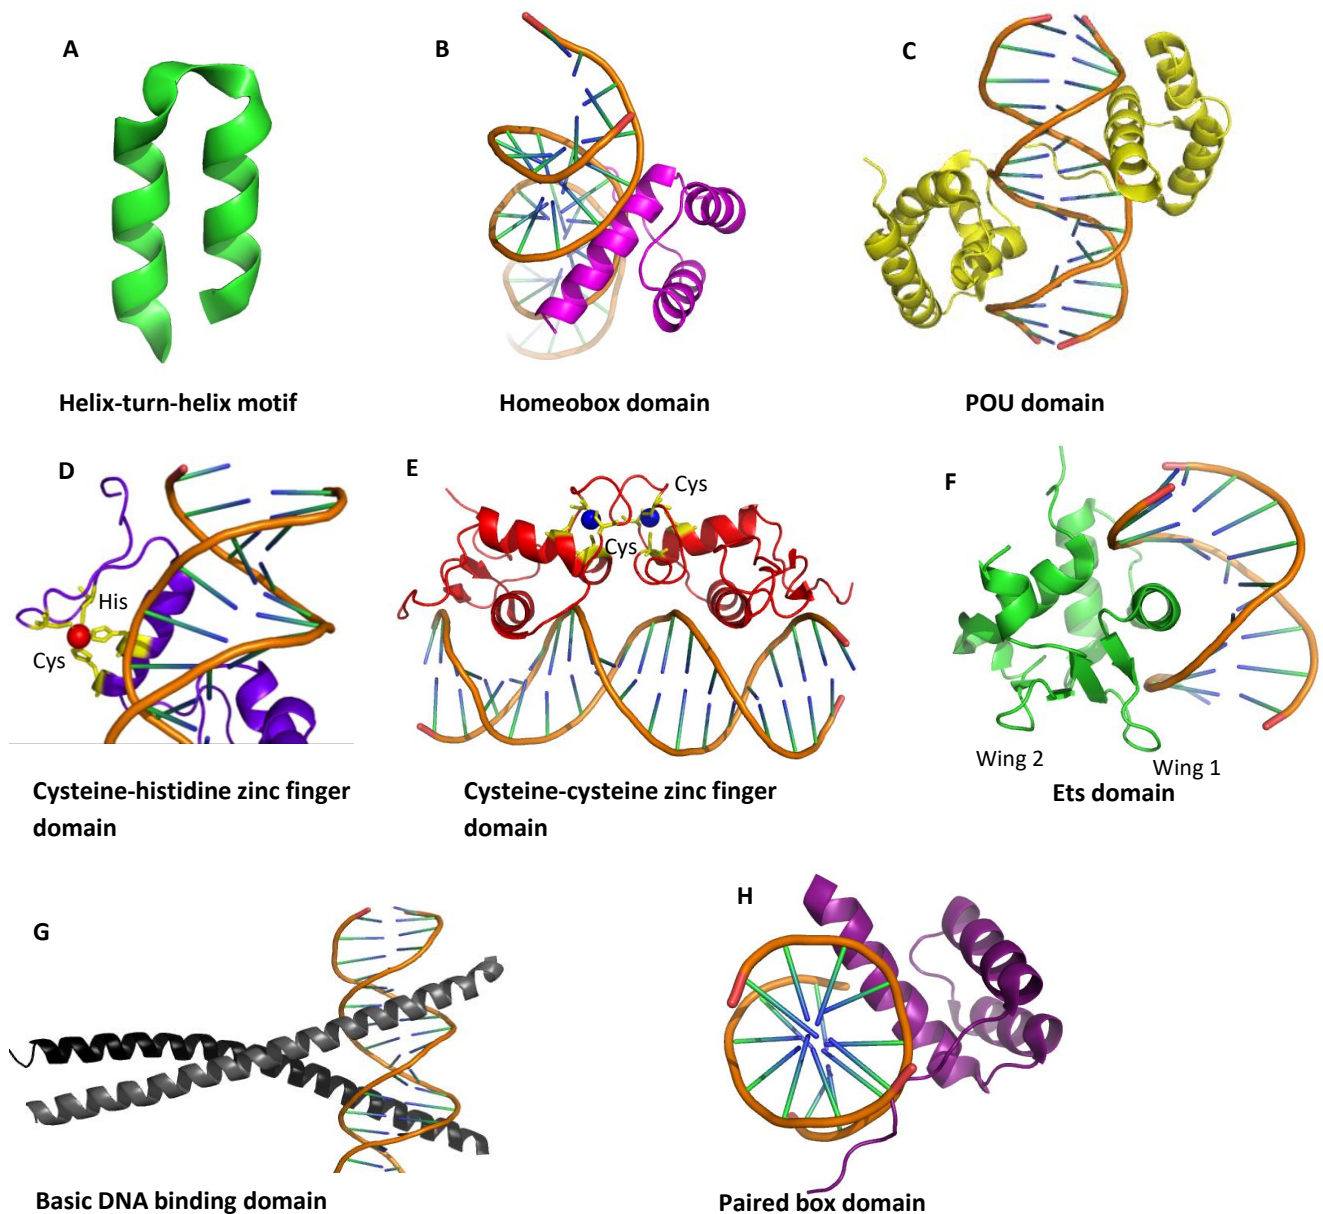 A
B
C
Helix-turn-helix motif
Homeobox domain
POU domain
D
His
Cys
E
Cys
Cys
F
Wing 2
Wing 1
Cysteine-histidine zinc finger
domain
Cysteine-cysteine zinc finger
domain
Ets domain
G
H
Basic DNA binding domain
Paired box domain